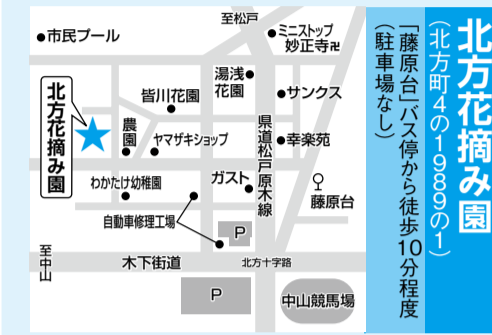 北方花摘み園
(北方町4の1989の1)
「藤原台」バス停から徒歩10分程度
(駐車場なし)
至松戸
市民プール
ミニストップ
妙正寺卍
湯浅
花園
サンクス
皆川花園
北方花摘み園
農園
ヤマザキショップ
県道松戸原木線
幸楽苑
わかたけ幼稚園
ガスト
藤原台
自動車修理工場
P
至中山
木下街道
北方十字路
P
中山競馬場